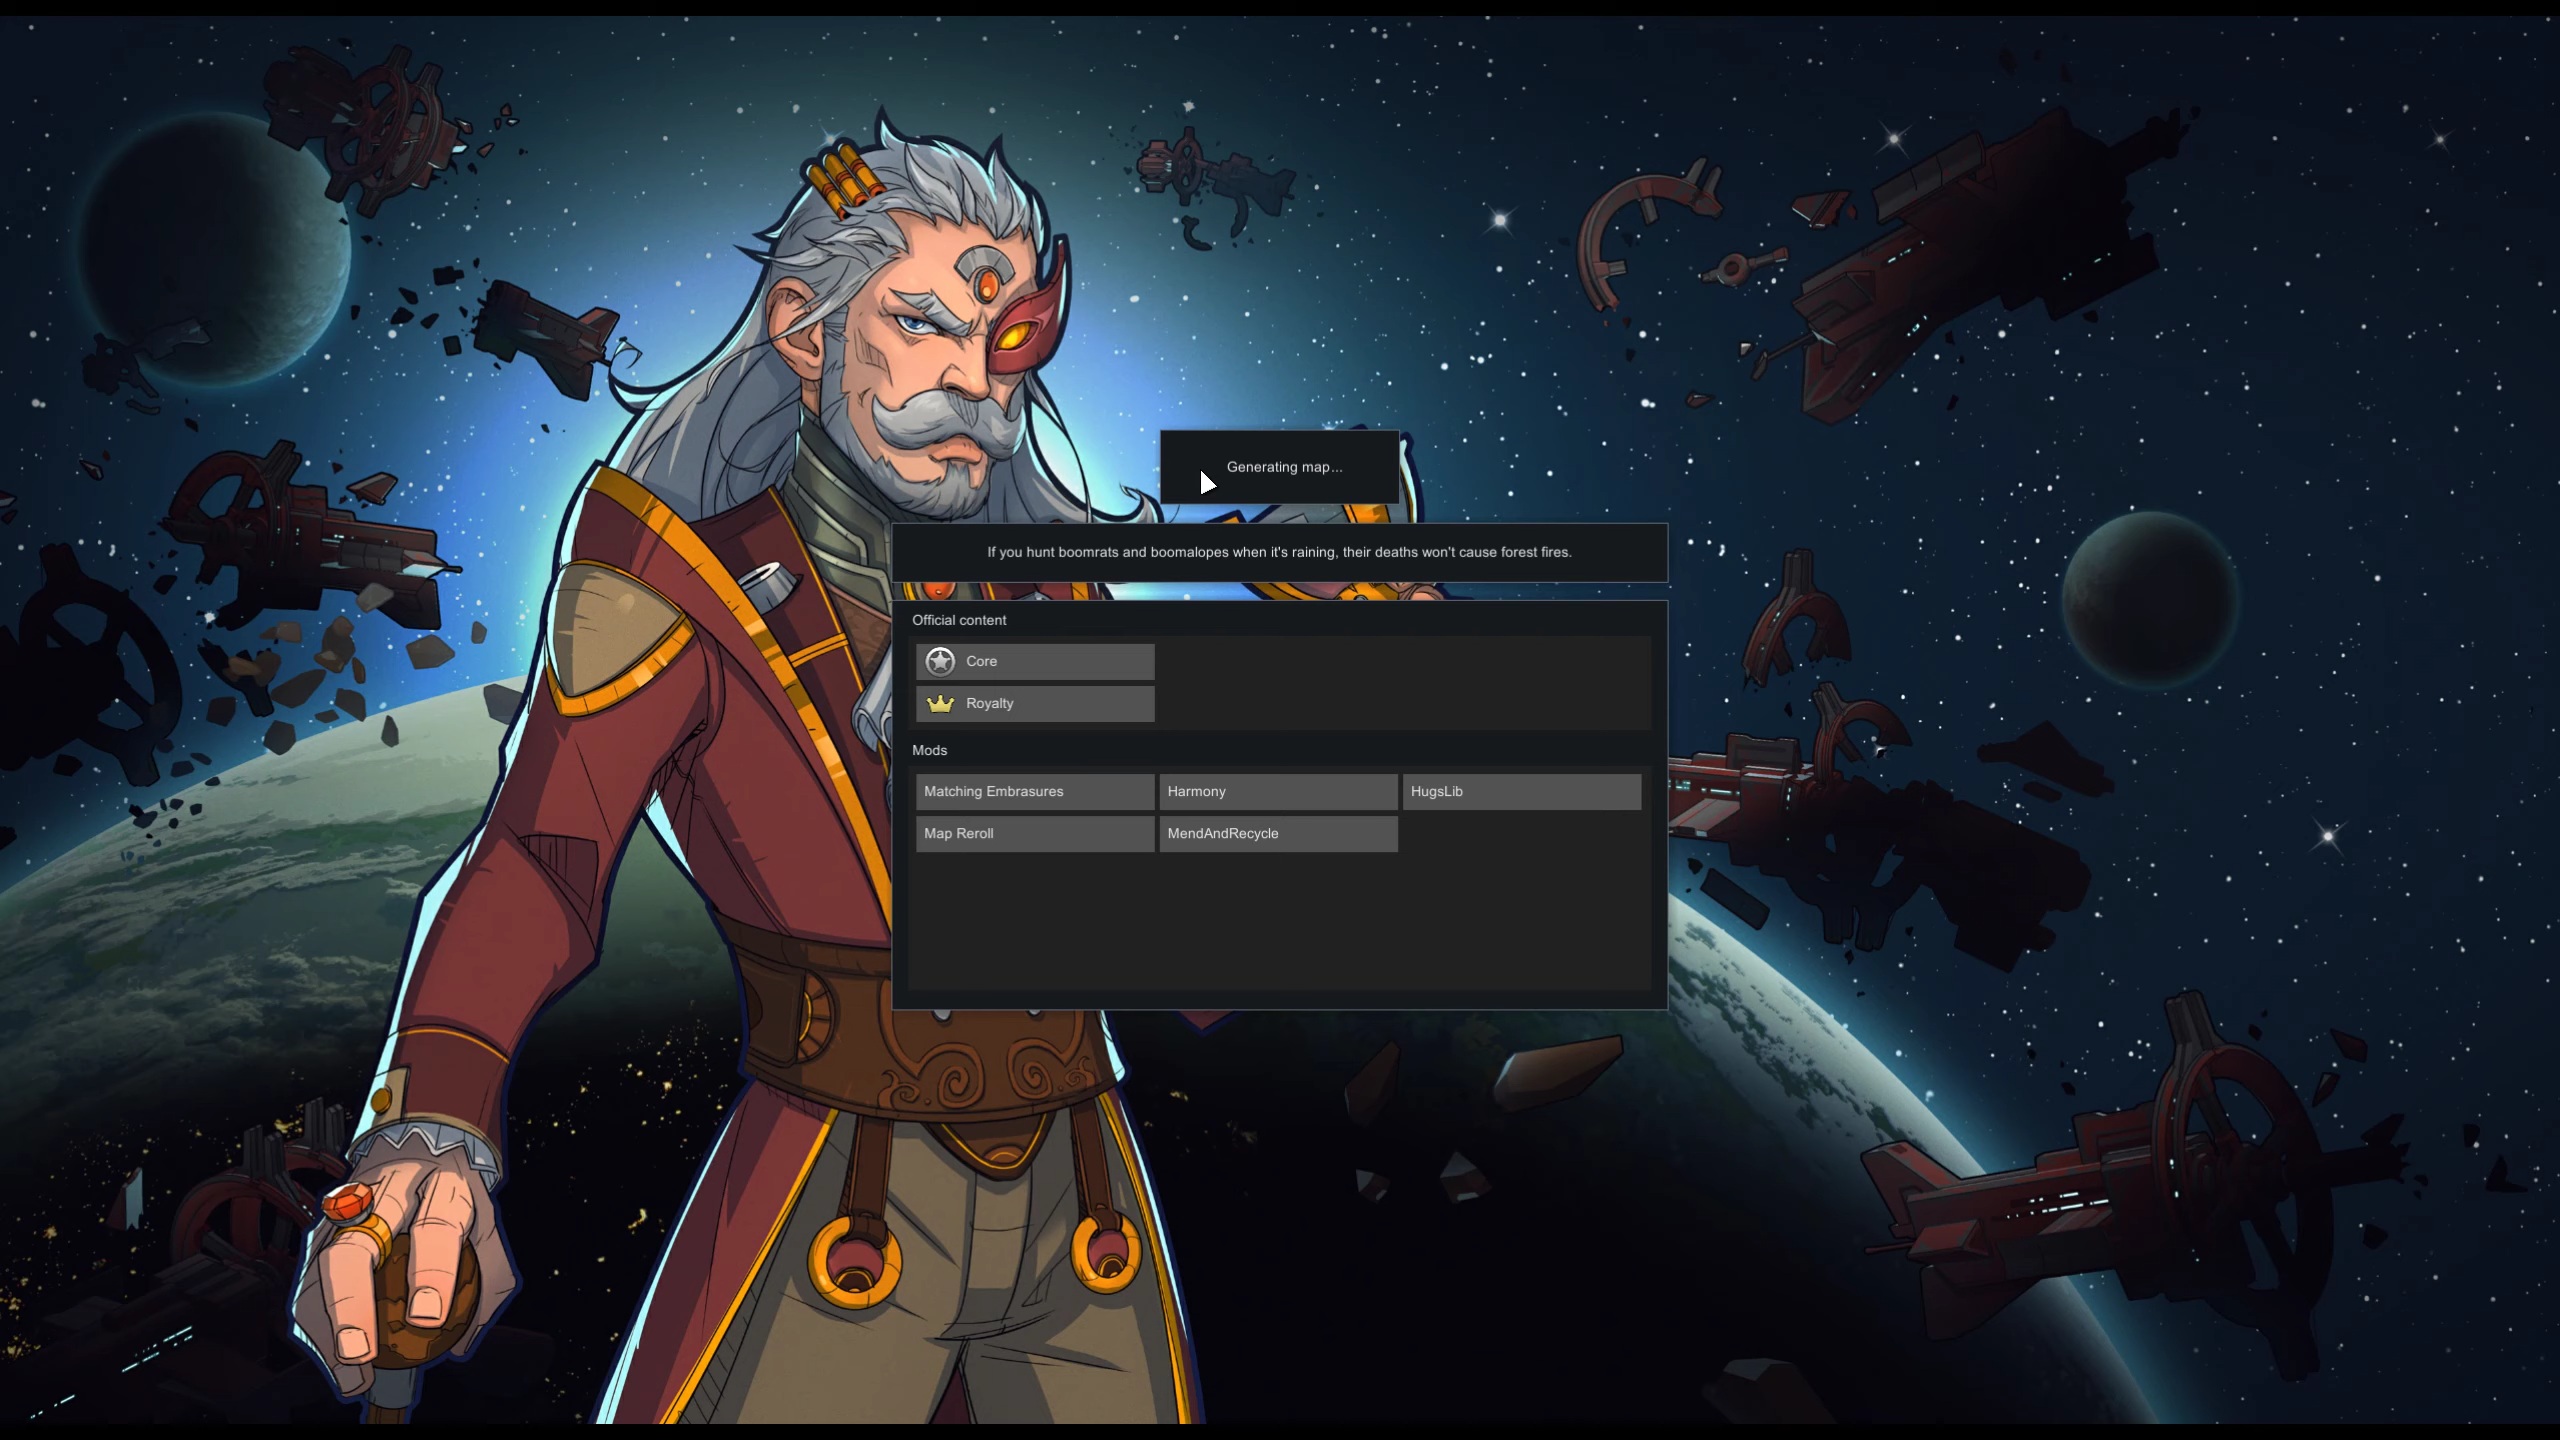 Generating map...
If you hunt boomrats and boomalopes when it's raining, their deaths won't cause forest fires.
Official content
Core
Royalty
Mods
Matching Embrasures
Harmony
HugsLib
Map Reroll
MendAndRecycle